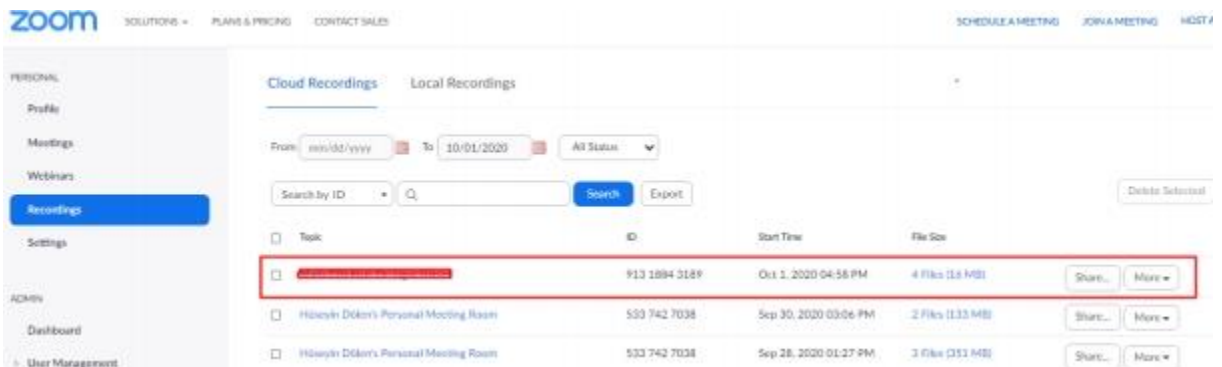 zoom SOLUTIONS PLANS & PRICING CONTACT SALES SCHEDULE A MEETING JOIN A MEETING HOST A
PERSONAL
Profile
Meetings
Webinars
Recordings
Settings
ADMIN
Dashboard
User Management
Cloud Recordings Local Recordings
From mm/dd/yyyy To 10/01/2020 All Status
Search by ID Search Export Delete Selected
Topic ID Start Time File Size
913 1884 3189 Oct 1, 2020 04:58 PM 4 Files (16 MB) Share... More
Hüseyin Döken's Personal Meeting Room 533 742 7038 Sep 30, 2020 03:06 PM 2 Files (133 MB) Share... More
Hüseyin Döken's Personal Meeting Room 533 742 7038 Sep 28, 2020 01:27 PM 3 Files (351 MB) Share... More